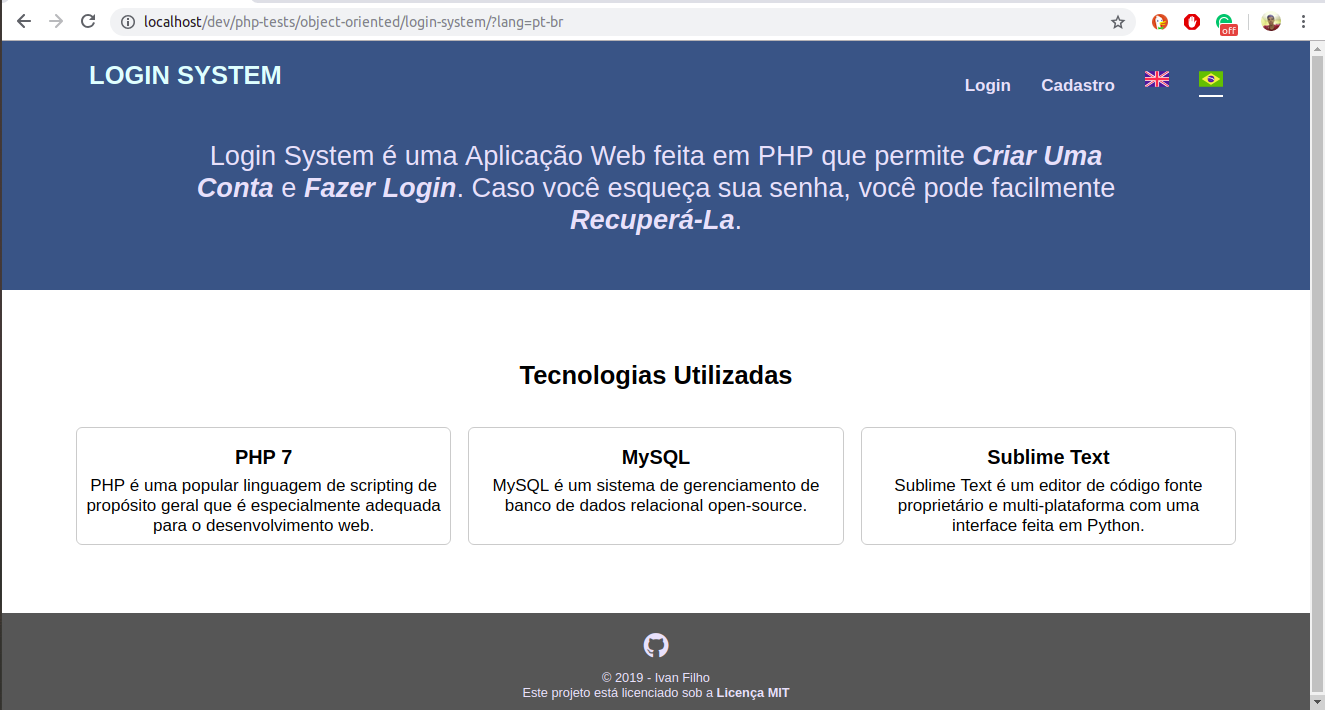 localhost/dev/php-tests/object-oriented/login-system/?lang=pt-br
off
LOGIN SYSTEM
Login Cadastro
Login System é uma Aplicação Web feita em PHP que permite Criar Uma
Conta e Fazer Login. Caso você esqueça sua senha, você pode facilmente
Recuperá-La.
Tecnologias Utilizadas
PHP 7
PHP é uma popular linguagem de scripting de
propósito geral que é especialmente adequada
para o desenvolvimento web.
MySQL
MySQL é um sistema de gerenciamento de
banco de dados relacional open-source.
Sublime Text
Sublime Text é um editor de código fonte
proprietário e multi-plataforma com uma
interface feita em Python.
© 2019 - Ivan Filho
Este projeto está licenciado sob a Licença MIT